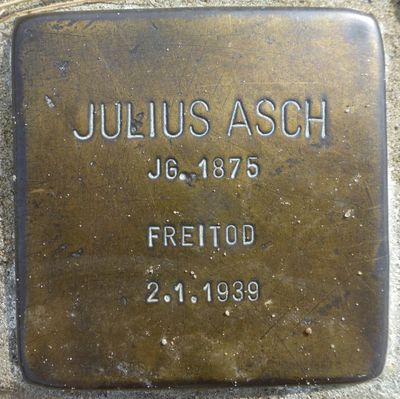 JULIUS ASCH
JG. 1875
FREITOD
2.1.1939